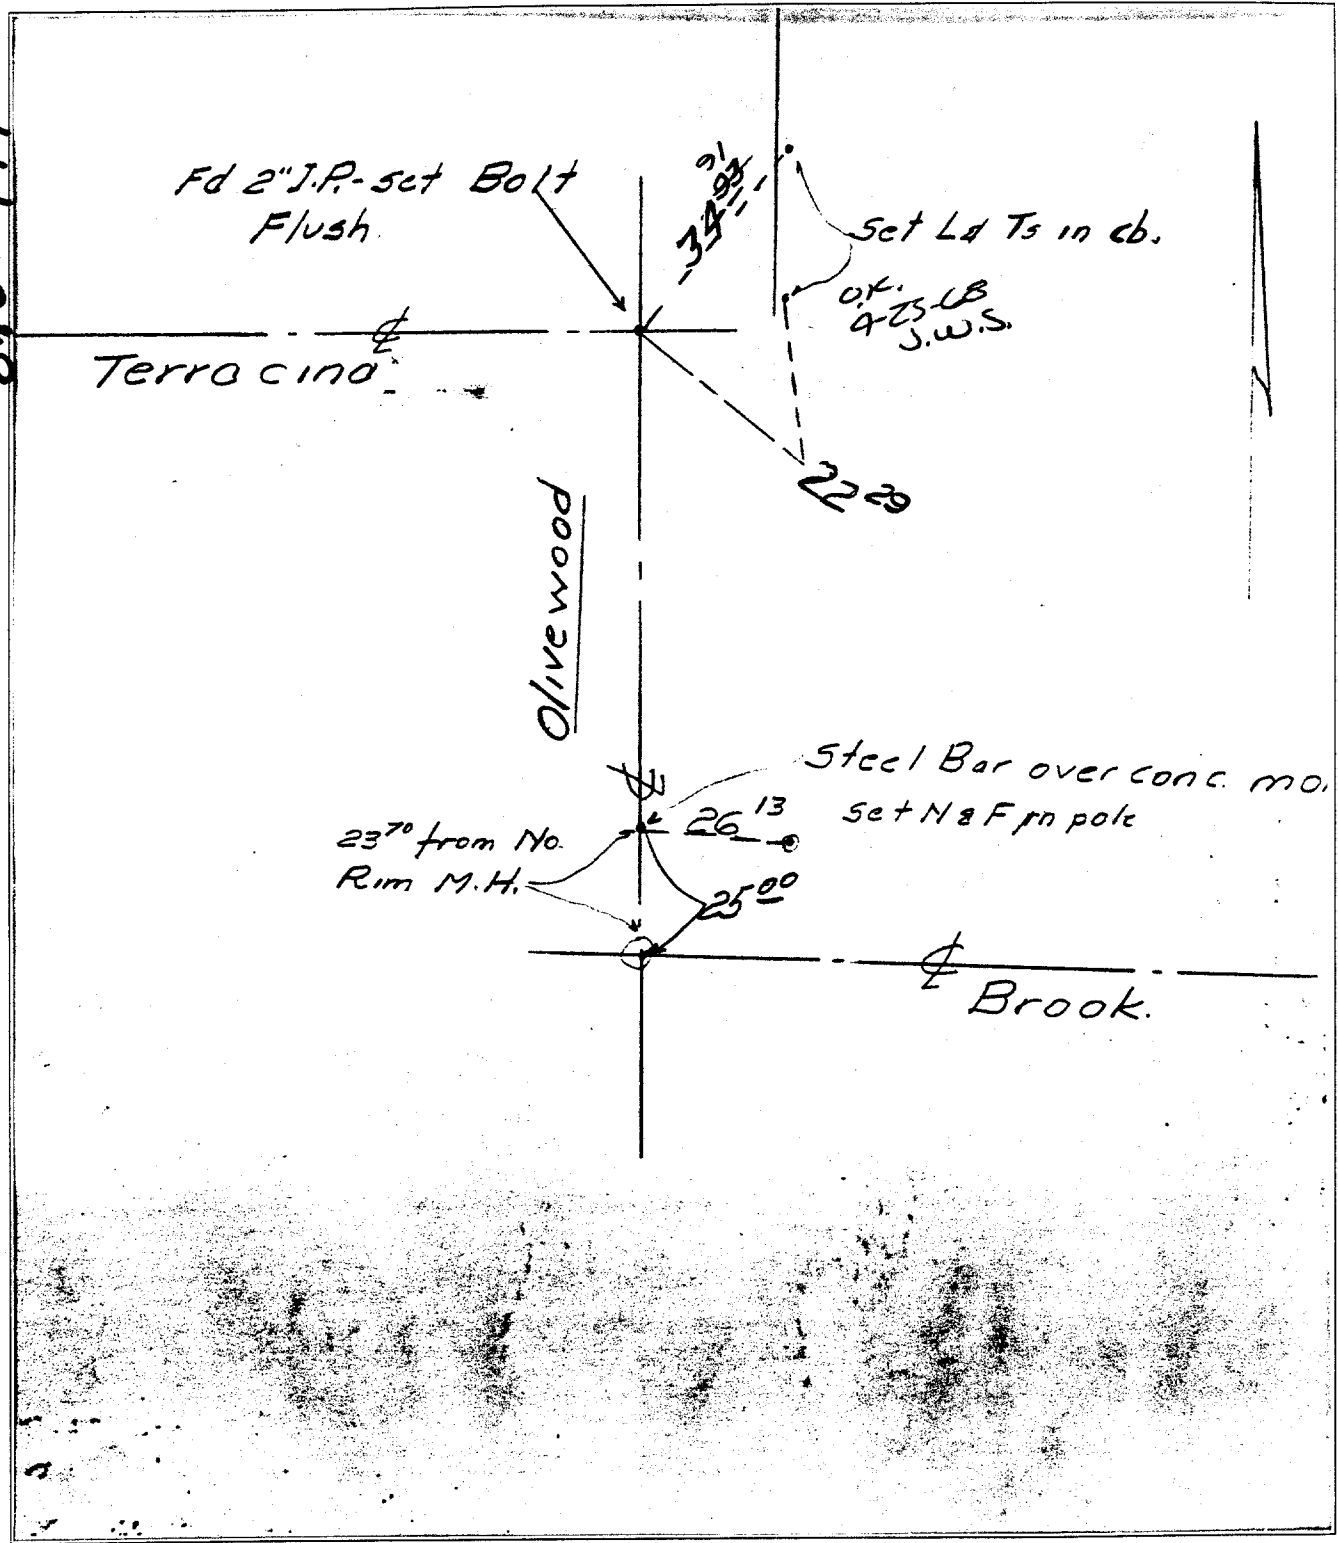 Fd 2" I.P.-set Bolt
Flush
34 93 91
Set Ld Ts in cb.
O.K.
4-25-68
J.W.S.
℄
Terracina
22 29
Olivewood
℄
Steel Bar over conc. mo.
set N & F in pole
26 13
23 70 from No.
Rim M.H.
25 00
℄
Brook.